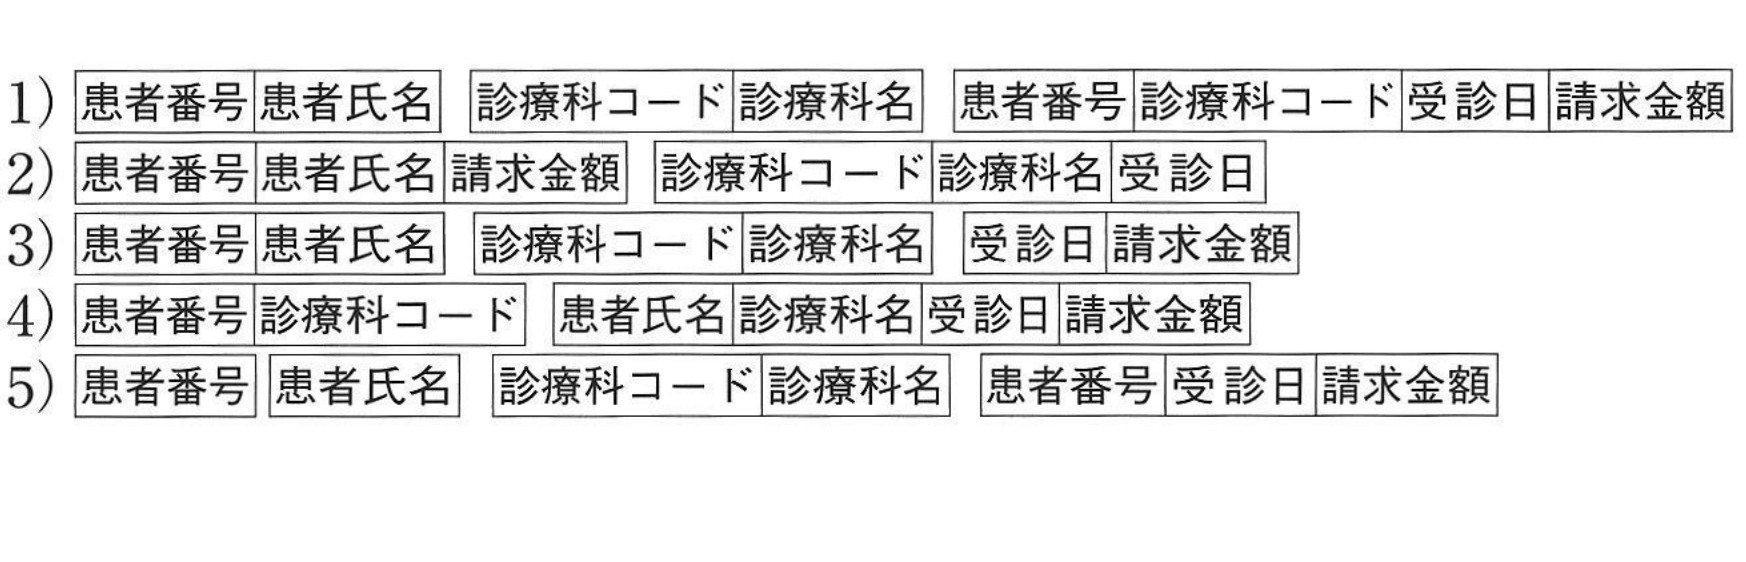 1) 患者番号 患者氏名 診療科コード 診療科名 患者番号 診療科コード 受診日 請求金額
2) 患者番号 患者氏名 請求金額 診療科コード 診療科名 受診日
3) 患者番号 患者氏名 診療科コード 診療科名 受診日 請求金額
4) 患者番号 診療科コード 患者氏名 診療科名 受診日 請求金額
5) 患者番号 患者氏名 診療科コード 診療科名 患者番号 受診日 請求金額